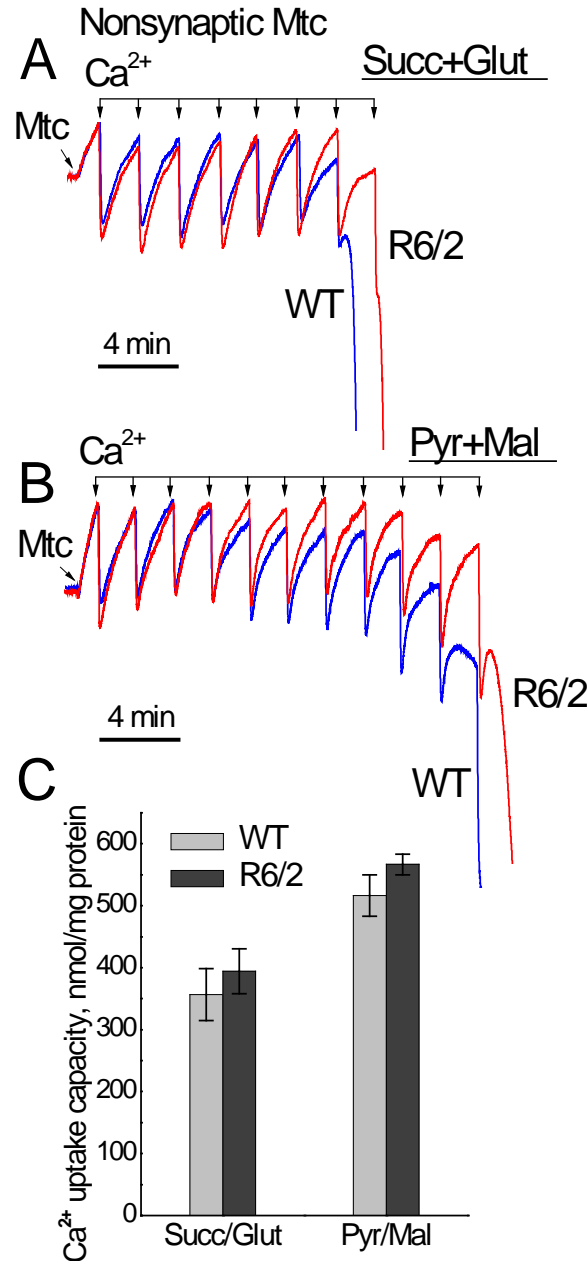 Nonsynaptic Mtc
A
Ca²⁺
Succ+Glut
Mtc
R6/2
WT
4 min
Pyr+Mal
Ca²⁺
B
Mtc
4 min
R6/2
WT
C
Ca²⁺ uptake capacity, nmol/mg protein
WT
R6/2
600
500
400
300
200
100
0
Succ/Glut Pyr/Mal